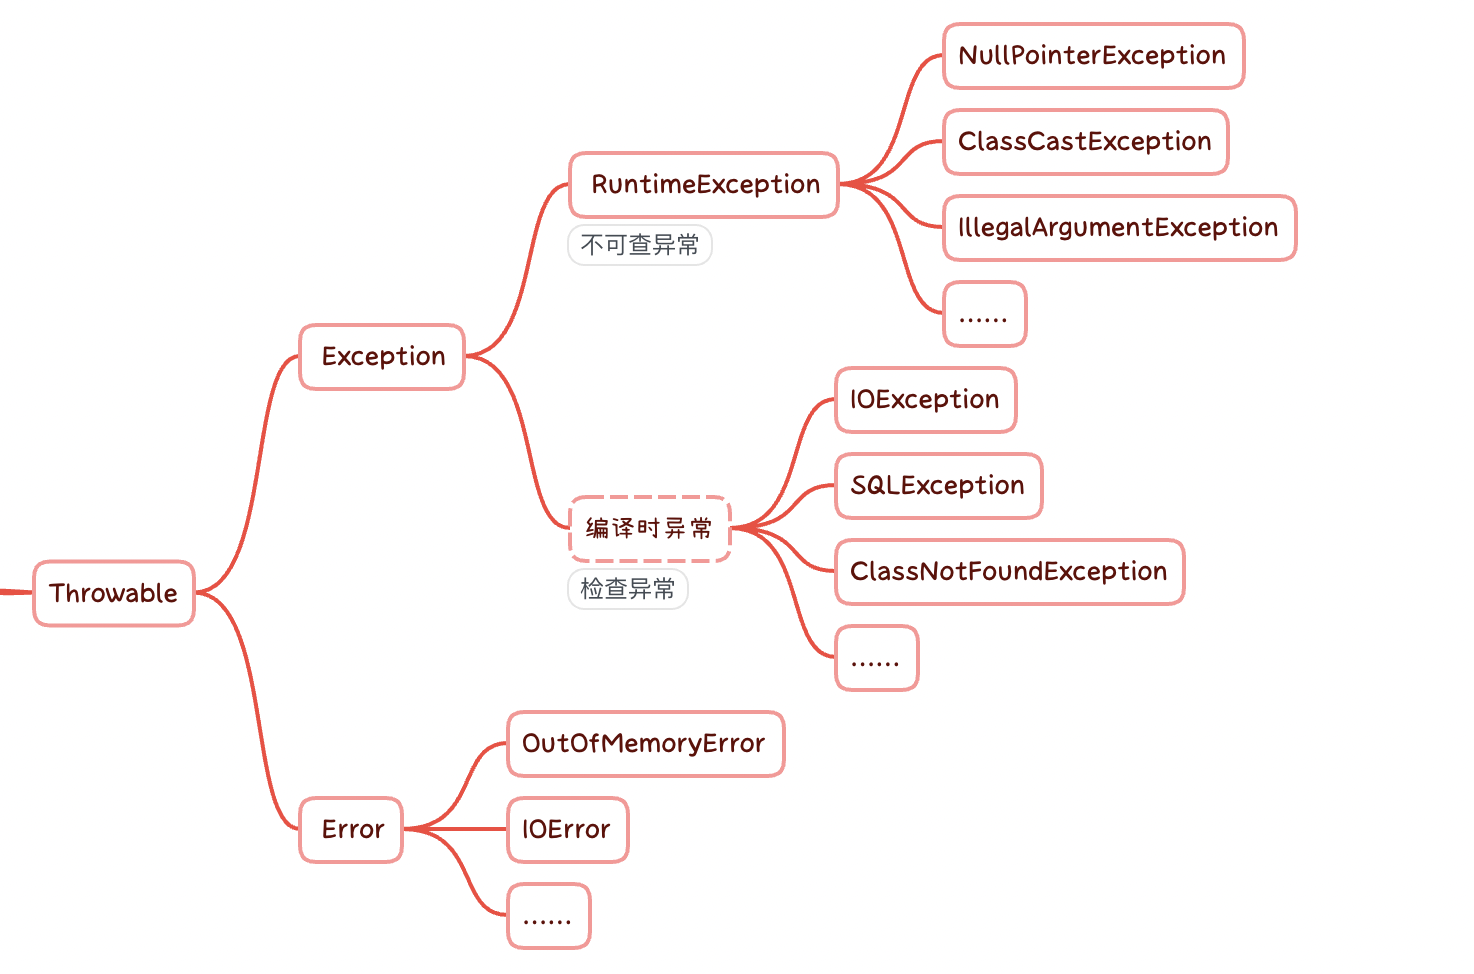 Throwable
Exception
RuntimeException
不可查异常
NullPointerException
ClassCastException
IllegalArgumentException
......
编译时异常
检查异常
IOException
SQLException
ClassNotFoundException
......
Error
OutOfMemoryError
IOError
......